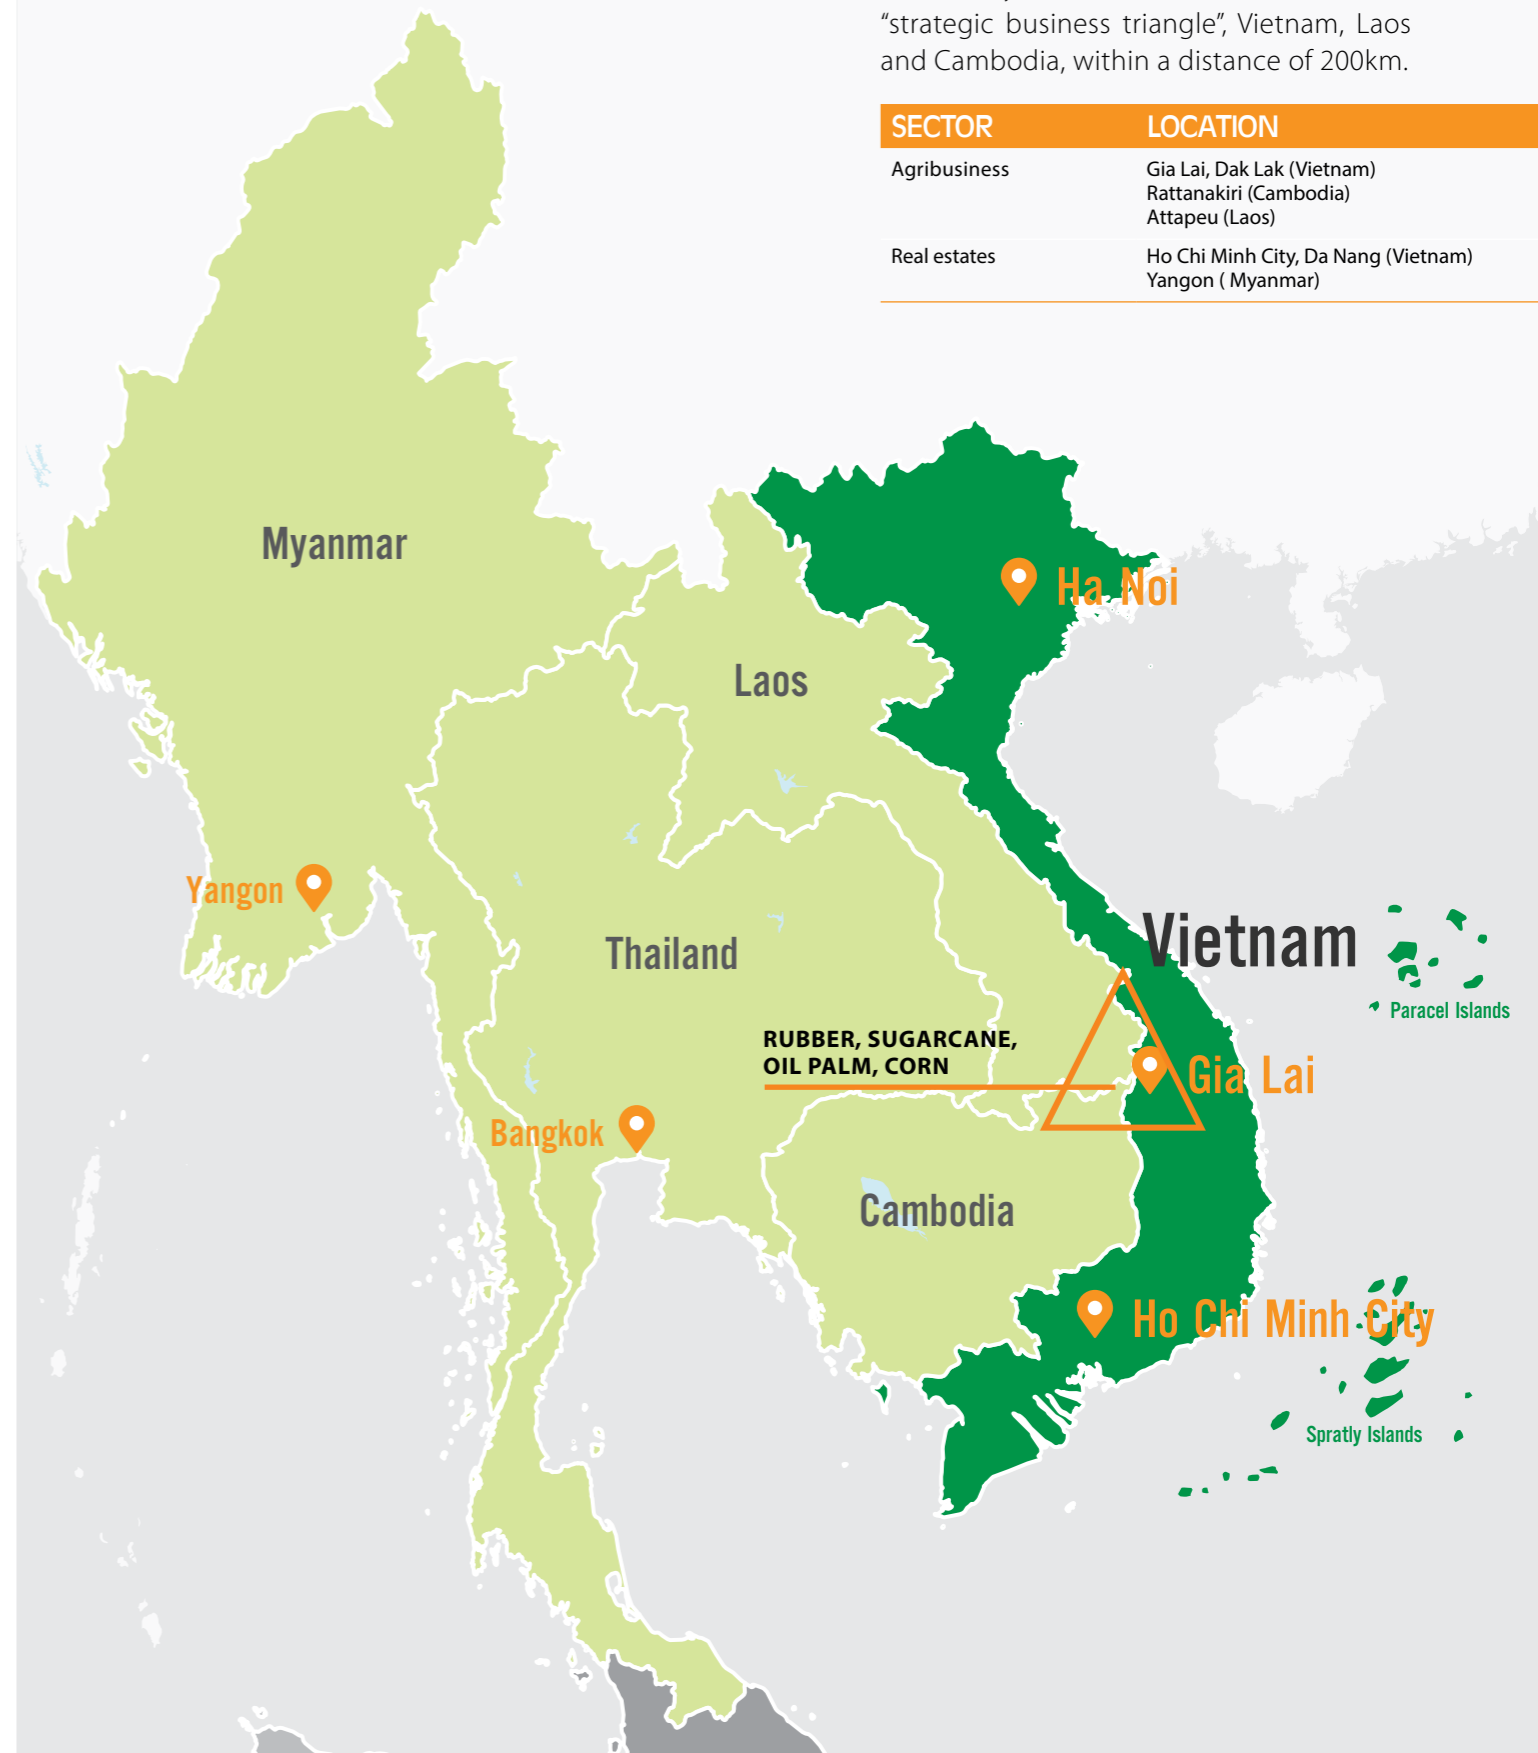 “strategic business triangle”, Vietnam, Laos
and Cambodia, within a distance of 200km.
SECTOR LOCATION
Agribusiness Gia Lai, Dak Lak (Vietnam)
Rattanakiri (Cambodia)
Attapeu (Laos)
Real estates Ho Chi Minh City, Da Nang (Vietnam)
Yangon ( Myanmar)
Myanmar
Ha Noi
Laos
Yangon
Vietnam
Thailand
Paracel Islands
RUBBER, SUGARCANE,
OIL PALM, CORN
Gia Lai
Bangkok
Cambodia
Ho Chi Minh City
Spratly Islands